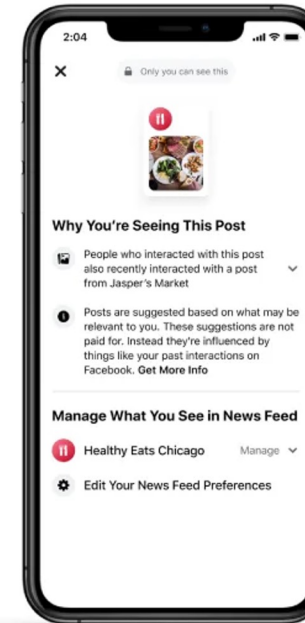 2:04
Only you can see this
Why You're Seeing This Post
People who interacted with this post
also recently interacted with a post
from Jasper's Market
Posts are suggested based on what may be
relevant to you. These suggestions are not
paid for. Instead they're influenced by
things like your past interactions on
Facebook. Get More Info
Manage What You See in News Feed
Healthy Eats Chicago Manage
Edit Your News Feed Preferences